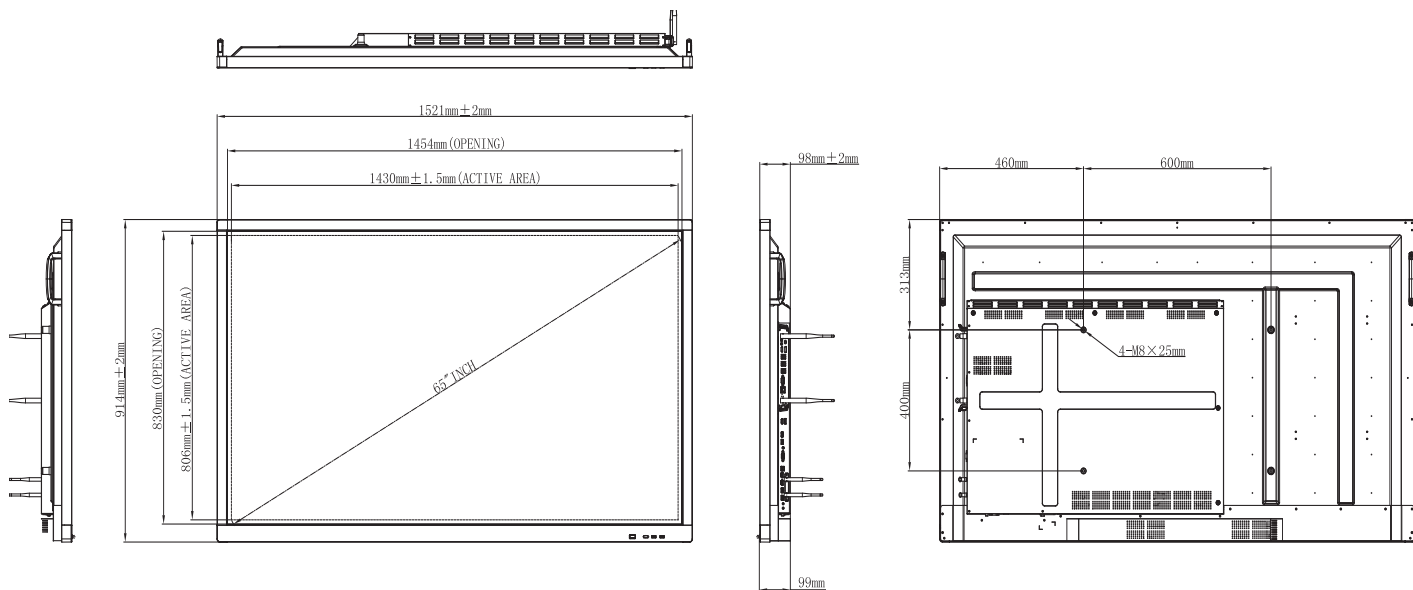 1521mm±2mm
1454mm(OPENING)
1430mm±1.5mm(ACTIVE AREA)
98mm±2mm
460mm
600mm
914mm±2mm
830mm(OPENING)
806mm±1.5mm(ACTIVE AREA)
65″INCH
313mm
400mm
4-M8×25mm
99mm